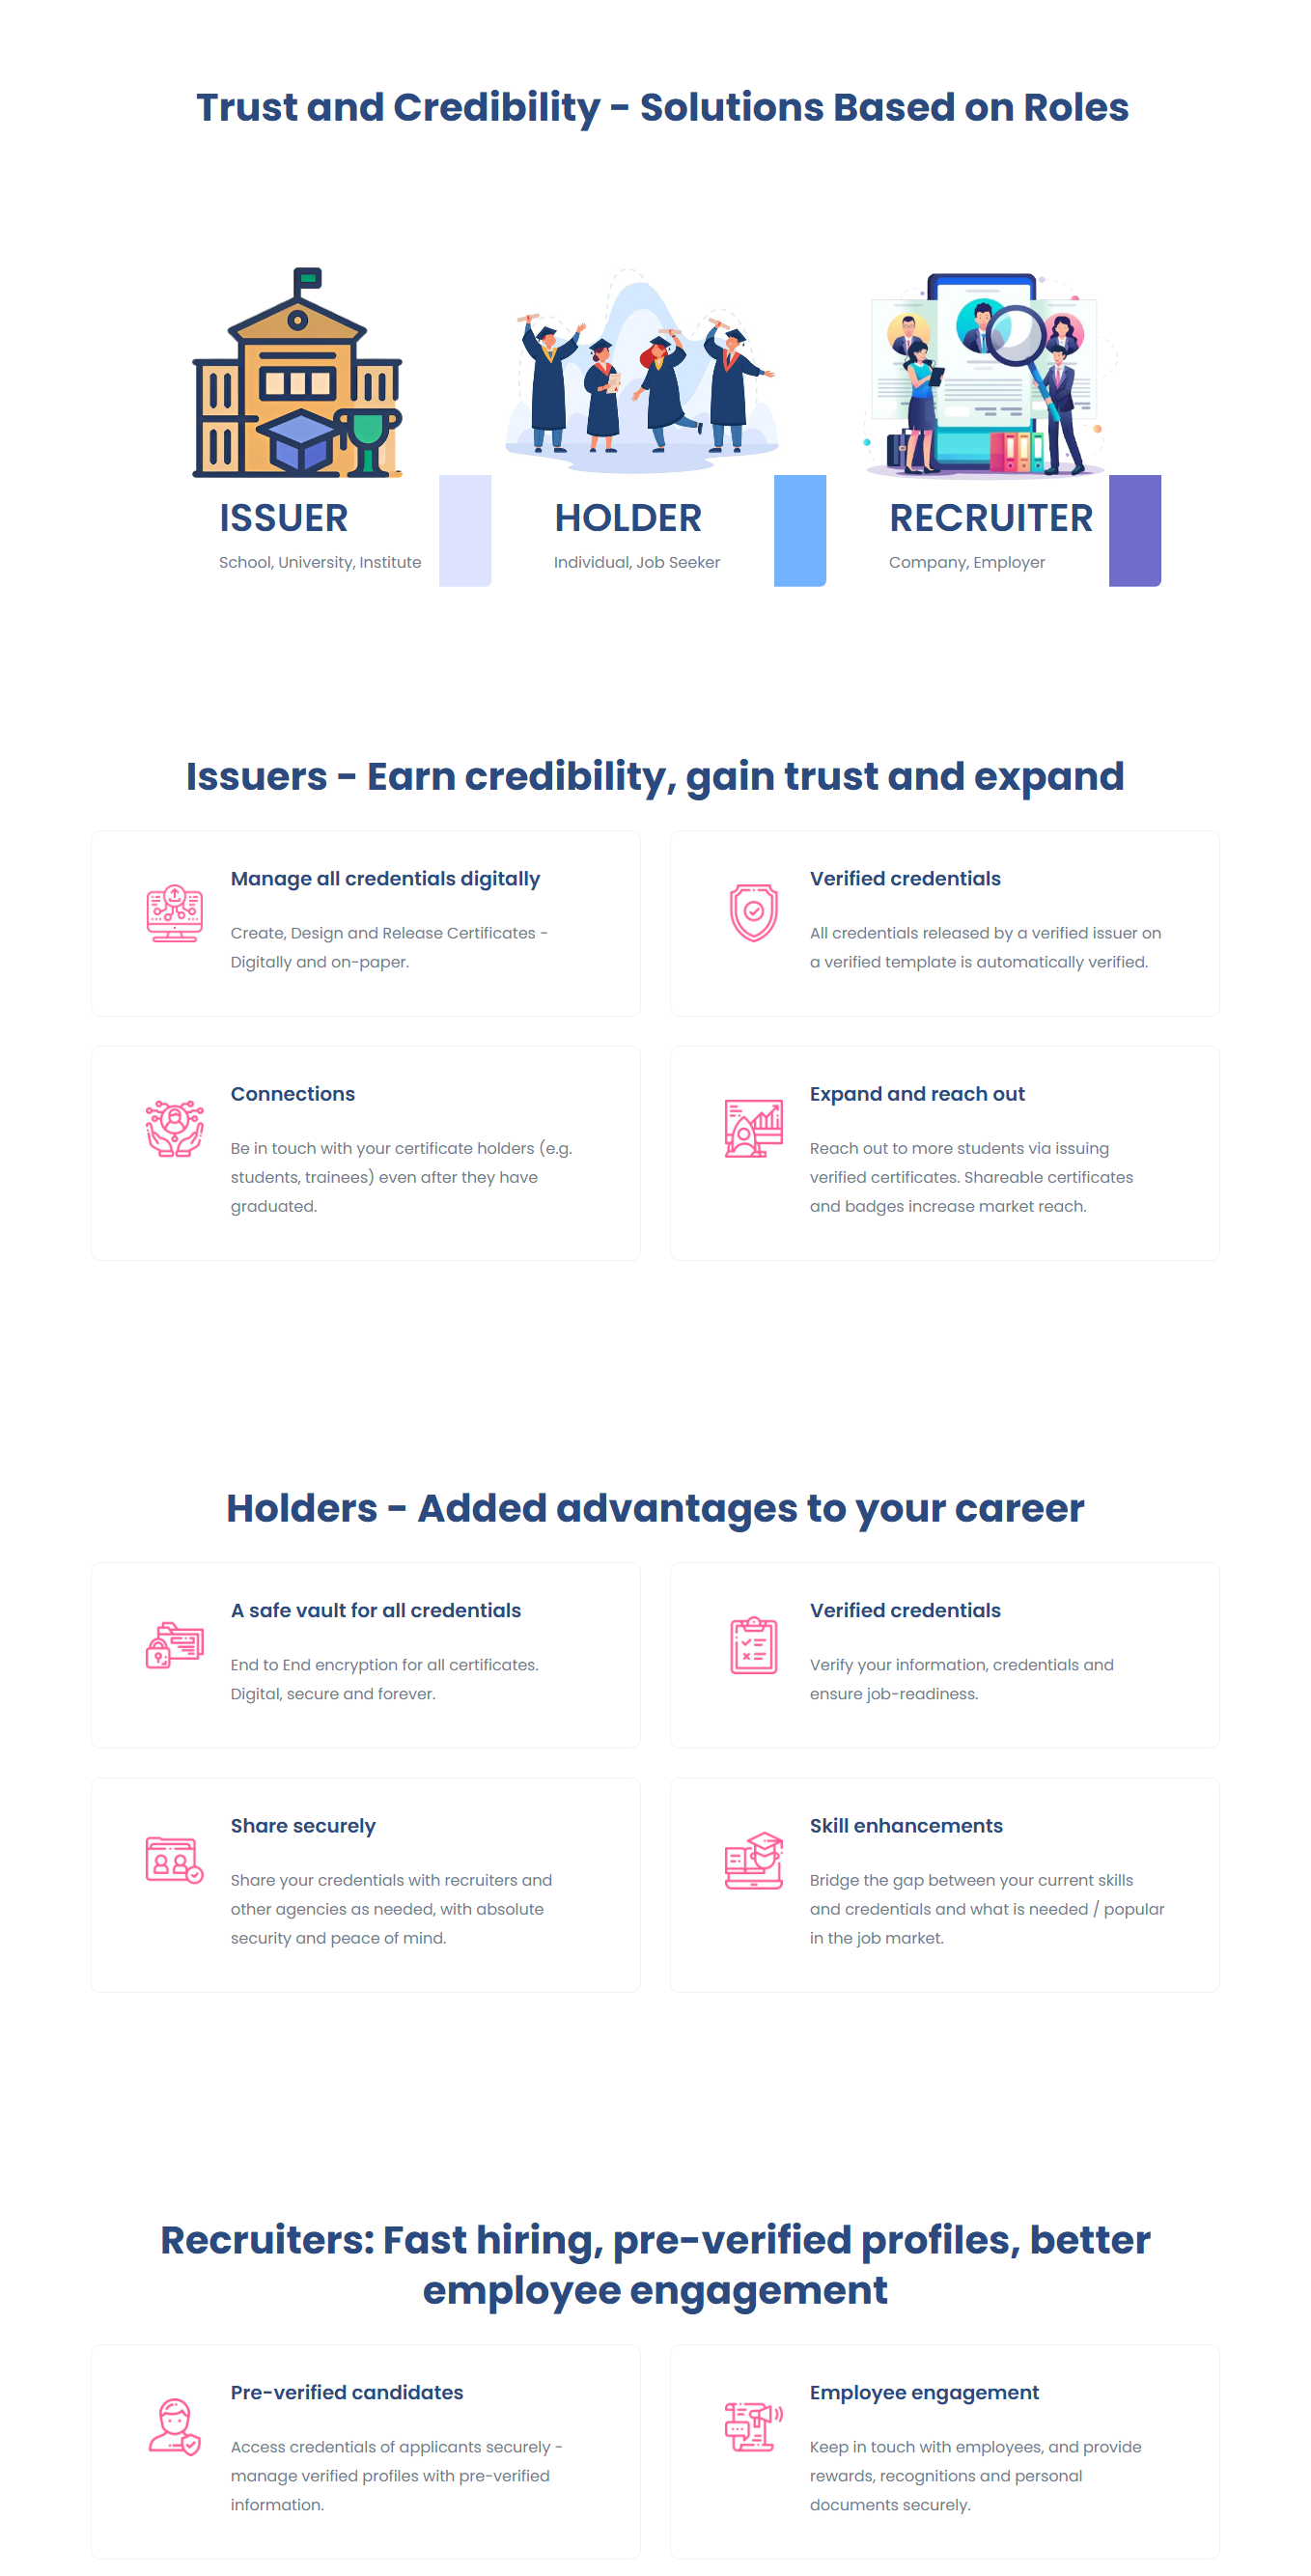 Trust and Credibility - Solutions Based on Roles
ISSUER
School, University, Institute
HOLDER
Individual, Job Seeker
RECRUITER
Company, Employer
Issuers - Earn credibility, gain trust and expand
Manage all credentials digitally
Create, Design and Release Certificates -
Digitally and on-paper.
Verified credentials
All credentials released by a verified issuer on
a verified template is automatically verified.
Connections
Be in touch with your certificate holders (e.g.
students, trainees) even after they have
graduated.
Expand and reach out
Reach out to more students via issuing
verified certificates. Shareable certificates
and badges increase market reach.
Holders - Added advantages to your career
A safe vault for all credentials
End to End encryption for all certificates.
Digital, secure and forever.
Verified credentials
Verify your information, credentials and
ensure job-readiness.
Share securely
Share your credentials with recruiters and
other agencies as needed, with absolute
security and peace of mind.
Skill enhancements
Bridge the gap between your current skills
and credentials and what is needed / popular
in the job market.
Recruiters: Fast hiring, pre-verified profiles, better
employee engagement
Pre-verified candidates
Access credentials of applicants securely -
manage verified profiles with pre-verified
information.
Employee engagement
Keep in touch with employees, and provide
rewards, recognitions and personal
documents securely.